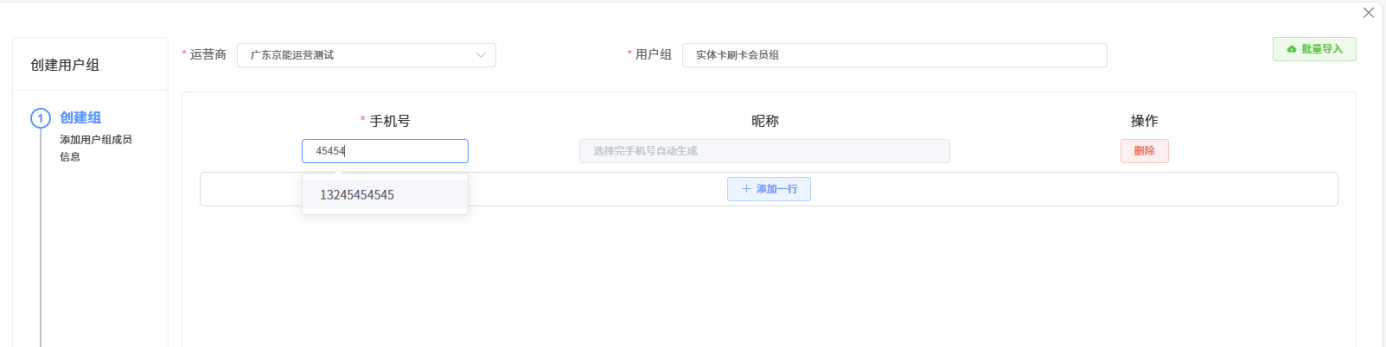 创建用户组
* 运营商 广东京能运营测试 * 用户组 实体卡刷卡会员组 批量导入
1 创建组
添加用户组成员
信息
* 手机号 昵称 操作
45454 选择完手机号自动生成 删除
13245454545
+ 添加一行